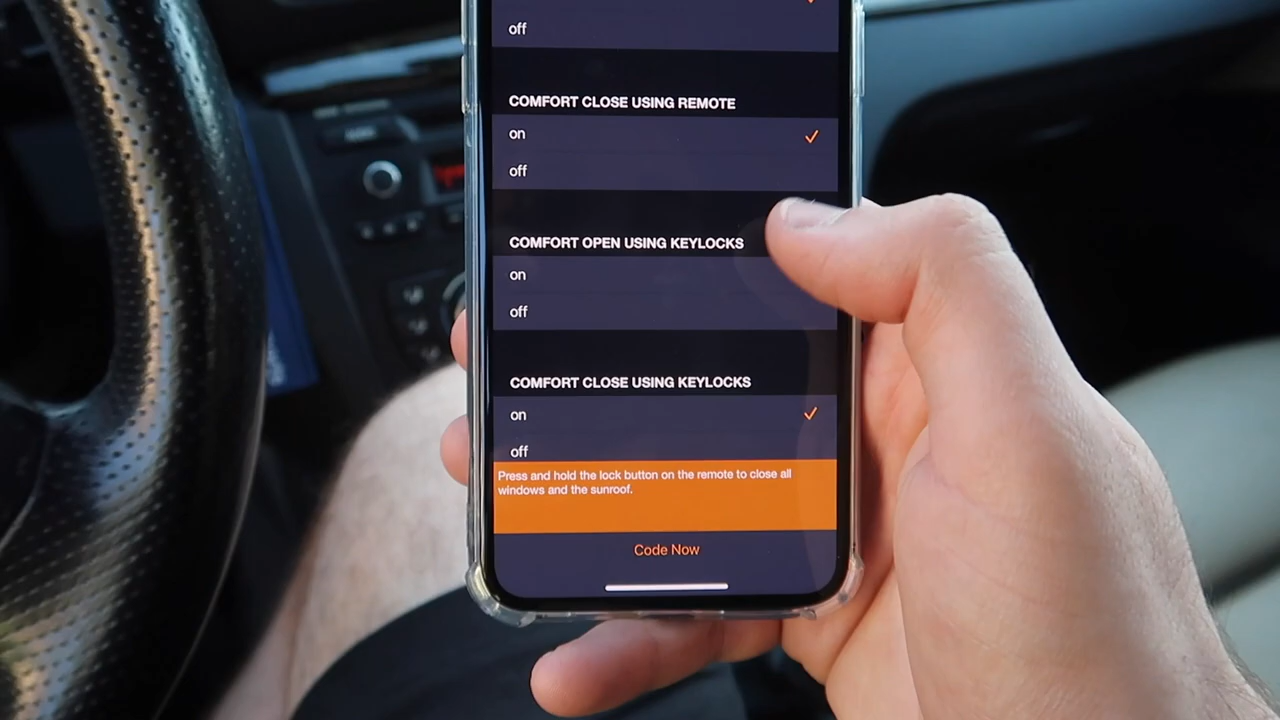 off
COMFORT CLOSE USING REMOTE
on
off
COMFORT OPEN USING KEYLOCKS
on
off
COMFORT CLOSE USING KEYLOCKS
on
off
Press and hold the lock button on the remote to close all
windows and the sunroof.
Code Now